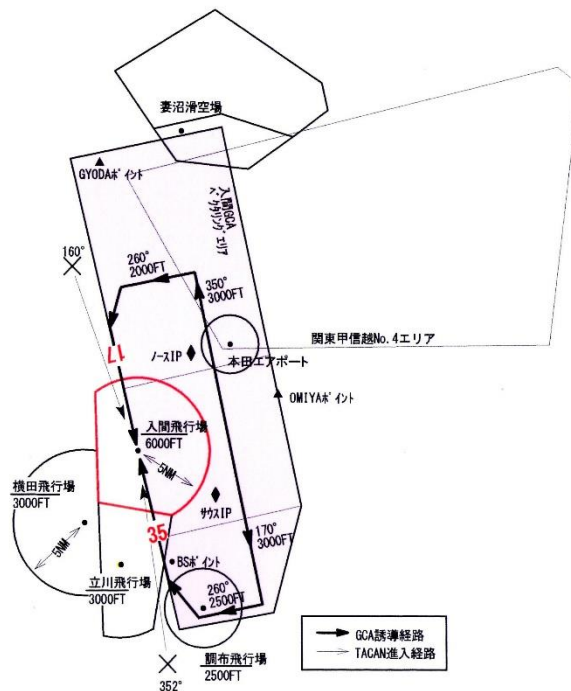 妻沼滑空場
GYODAポイント
入間GCA
ベクタリングエリア
160°
260°
2000FT
350°
3000FT
関東甲信越No.4エリア
17
ノースIP
本田エアポート
OMIYAポイント
入間飛行場
6000FT
5NM
横田飛行場
3000FT
5NM
サウスIP
35
170°
3000FT
BSポイント
立川飛行場
3000FT
260°
2500FT
調布飛行場
2500FT
352°
GCA誘導経路
TACAN進入経路